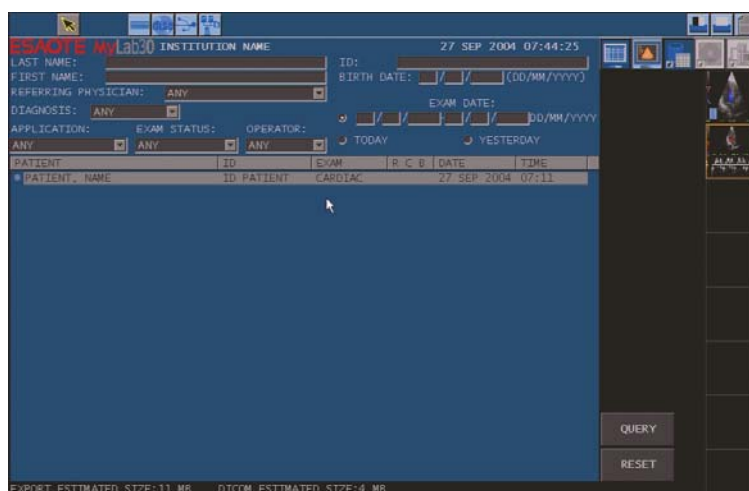 ESAOTE MyLab30 INSTITUTION NAME 27 SEP 2004 07:44:25
LAST NAME: ID:
FIRST NAME: BIRTH DATE: / / (DD/MM/YYYY)
REFERRING PHYSICIAN: ANY
EXAM DATE:
DIAGNOSIS: ANY
/ / - / / DD/MM/YYYY
APPLICATION: EXAM STATUS: OPERATOR:
TODAY YESTERDAY
ANY ANY ANY
PATIENT ID EXAM R C B DATE TIME
PATIENT, NAME ID PATIENT CARDIAC 27 SEP 2004 07:11
QUERY
RESET
EXPORT ESTIMATED SIZE:11 MB DICOM ESTIMATED SIZE:4 MB